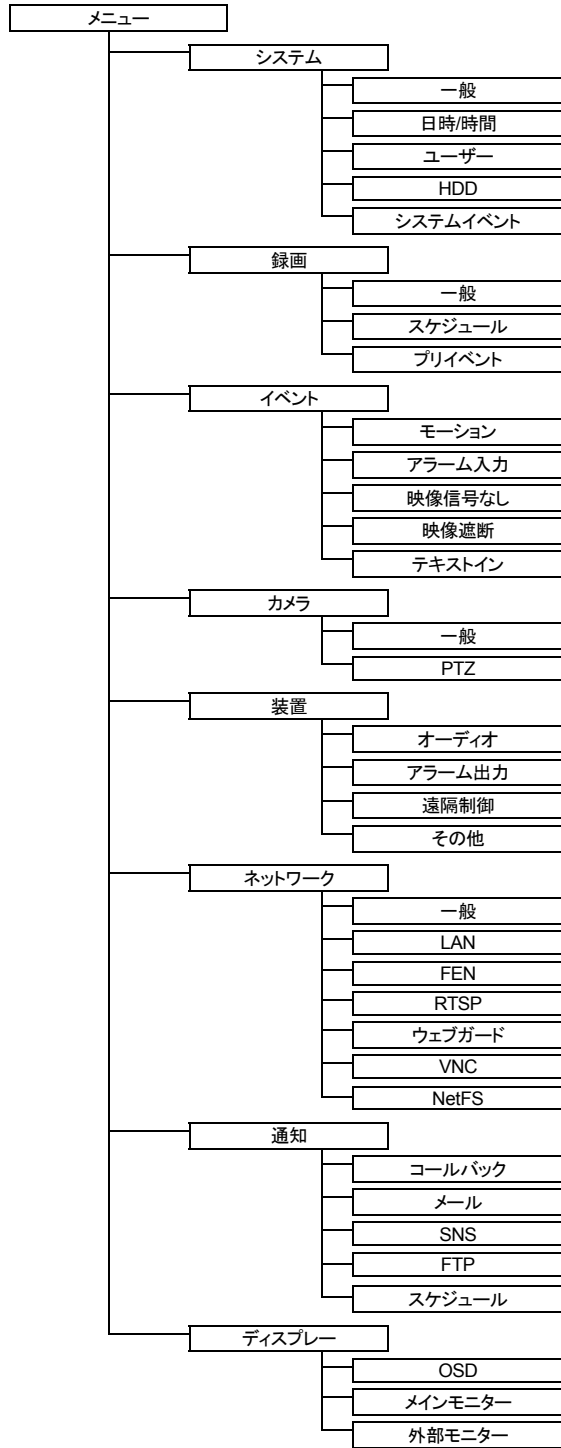 メニュー
システム
一般
日時/時間
ユーザー
HDD
システムイベント
録画
一般
スケジュール
プリイベント
イベント
モーション
アラーム入力
映像信号なし
映像遮断
テキストイン
カメラ
一般
PTZ
装置
オーディオ
アラーム出力
遠隔制御
その他
ネットワーク
一般
LAN
FEN
RTSP
ウェブガード
VNC
NetFS
通知
コールバック
メール
SNS
FTP
スケジュール
ディスプレー
OSD
メインモニター
外部モニター